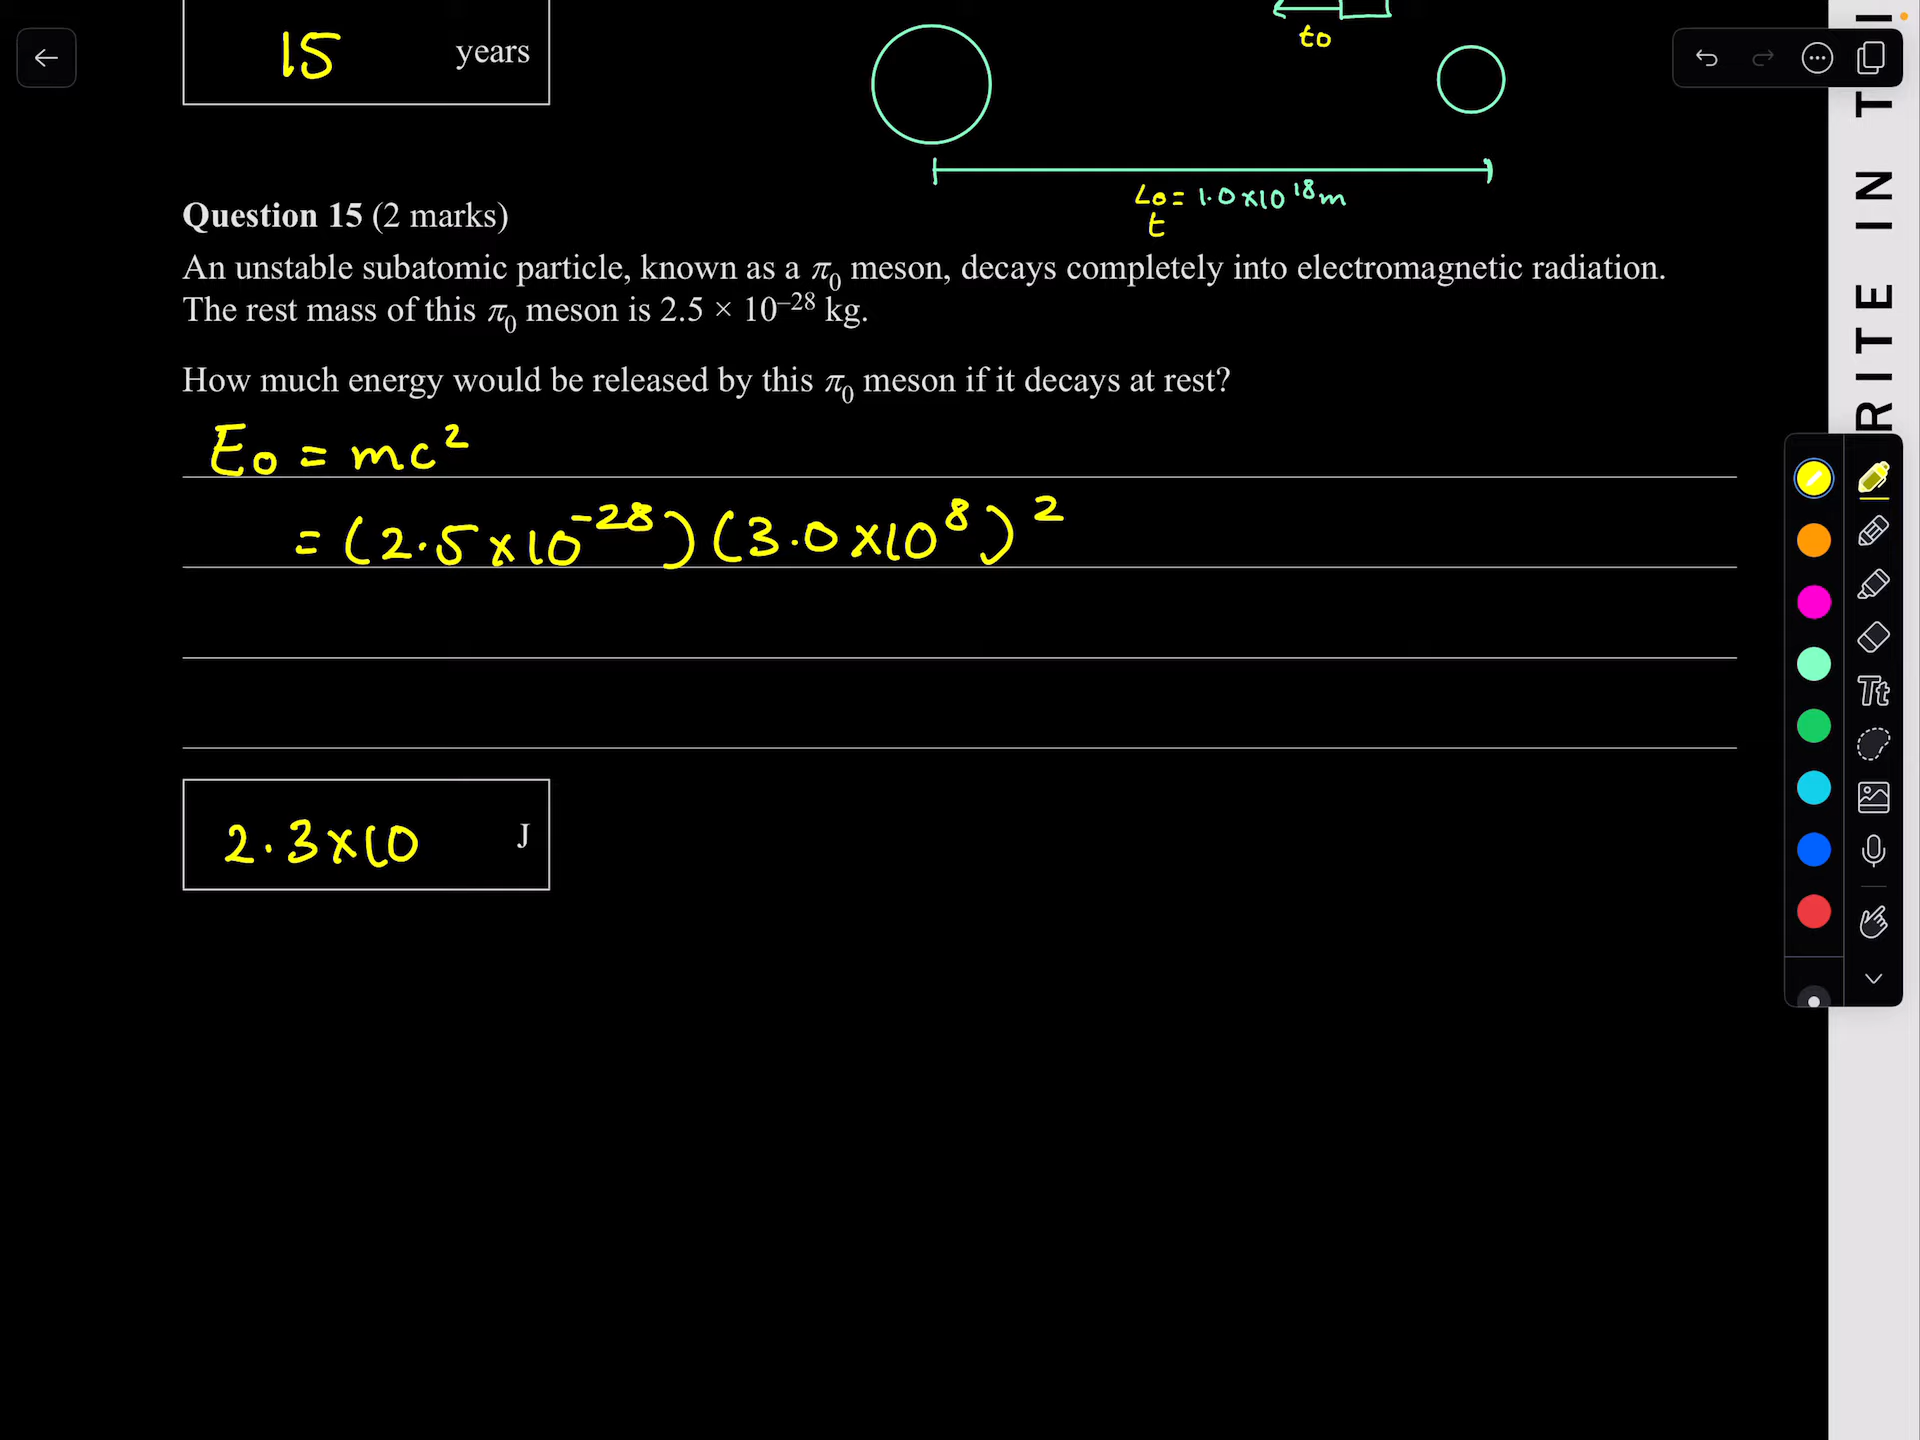 15 years
to
L0 = 1.0×10¹⁸m
t
Question 15 (2 marks)
An unstable subatomic particle, known as a π₀ meson, decays completely into electromagnetic radiation.
The rest mass of this π₀ meson is 2.5 × 10⁻²⁸ kg.
How much energy would be released by this π₀ meson if it decays at rest?
E₀ = mc²
= (2.5×10⁻²⁸)(3.0×10⁸)²
2.3×10 J
RITE IN T
Tt